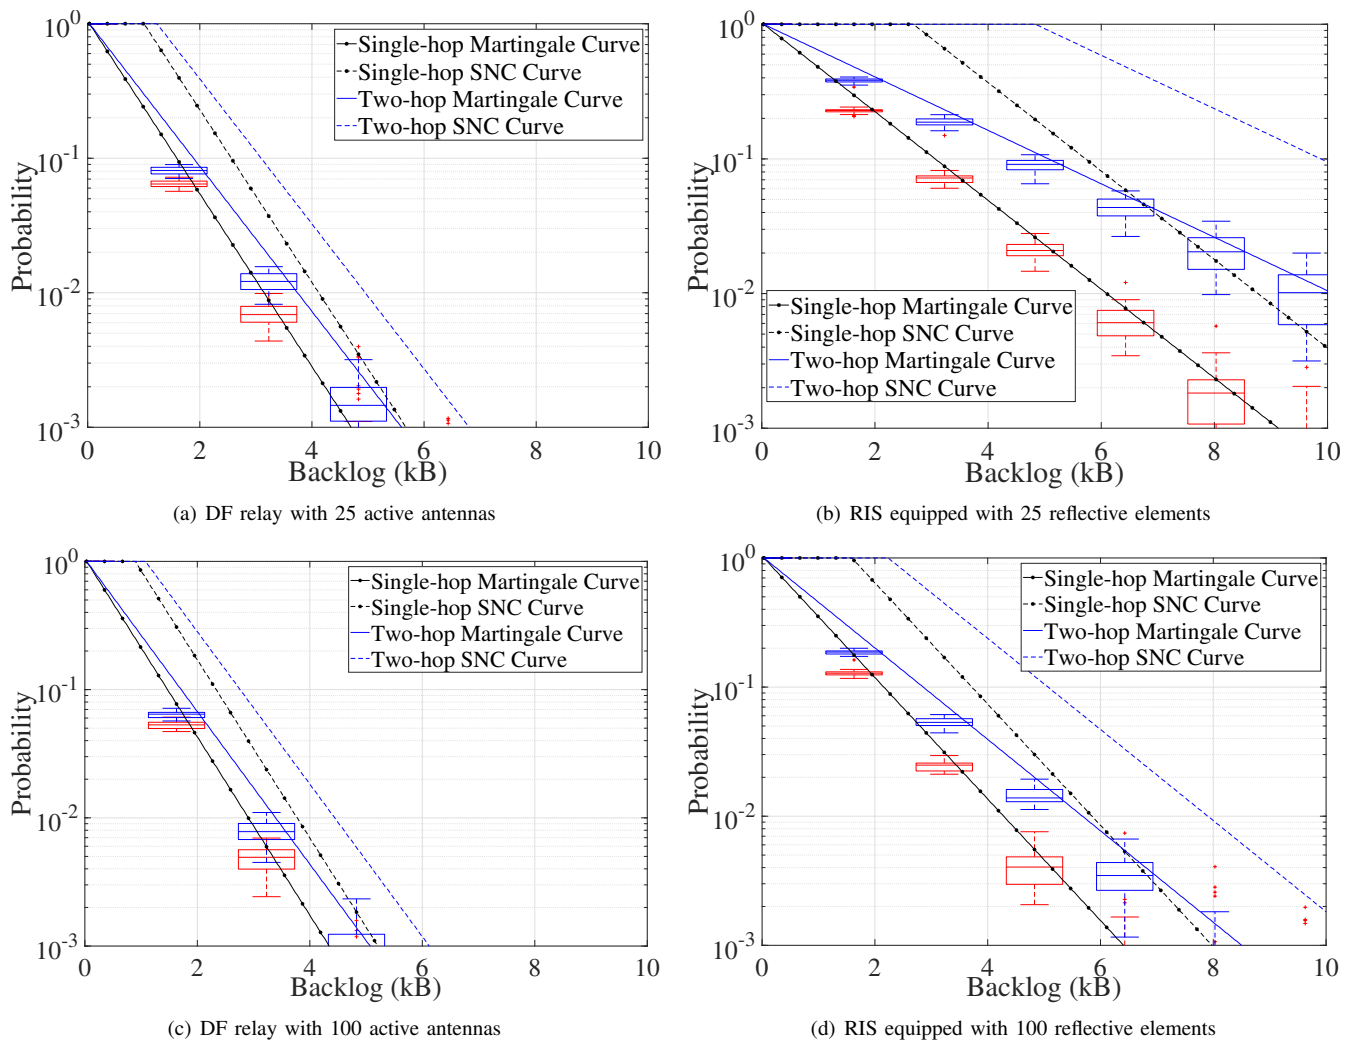 10^0
10^-1
10^-2
10^-3
Probability
0 2 4 6 8 10
Backlog (kB)
Single-hop Martingale Curve
Single-hop SNC Curve
Two-hop Martingale Curve
Two-hop SNC Curve
(a) DF relay with 25 active antennas
10^0
10^-1
10^-2
10^-3
Probability
0 2 4 6 8 10
Backlog (kB)
Single-hop Martingale Curve
Single-hop SNC Curve
Two-hop Martingale Curve
Two-hop SNC Curve
(b) RIS equipped with 25 reflective elements
10^0
10^-1
10^-2
10^-3
Probability
0 2 4 6 8 10
Backlog (kB)
Single-hop Martingale Curve
Single-hop SNC Curve
Two-hop Martingale Curve
Two-hop SNC Curve
(c) DF relay with 100 active antennas
10^0
10^-1
10^-2
10^-3
Probability
0 2 4 6 8 10
Backlog (kB)
Single-hop Martingale Curve
Single-hop SNC Curve
Two-hop Martingale Curve
Two-hop SNC Curve
(d) RIS equipped with 100 reflective elements